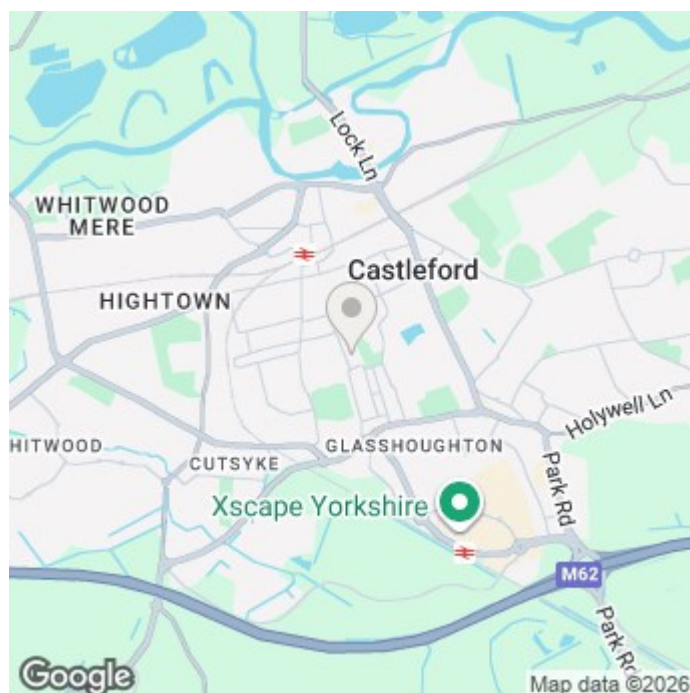 Lock Ln
WHITWOOD
MERE
Castleford
HIGHTOWN
Holywell Ln
HITWOOD
GLASSHOUGHTON
CUTSYKE
Park Rd
Xscape Yorkshire
M62
Park Rd
Google
Map data ©2026